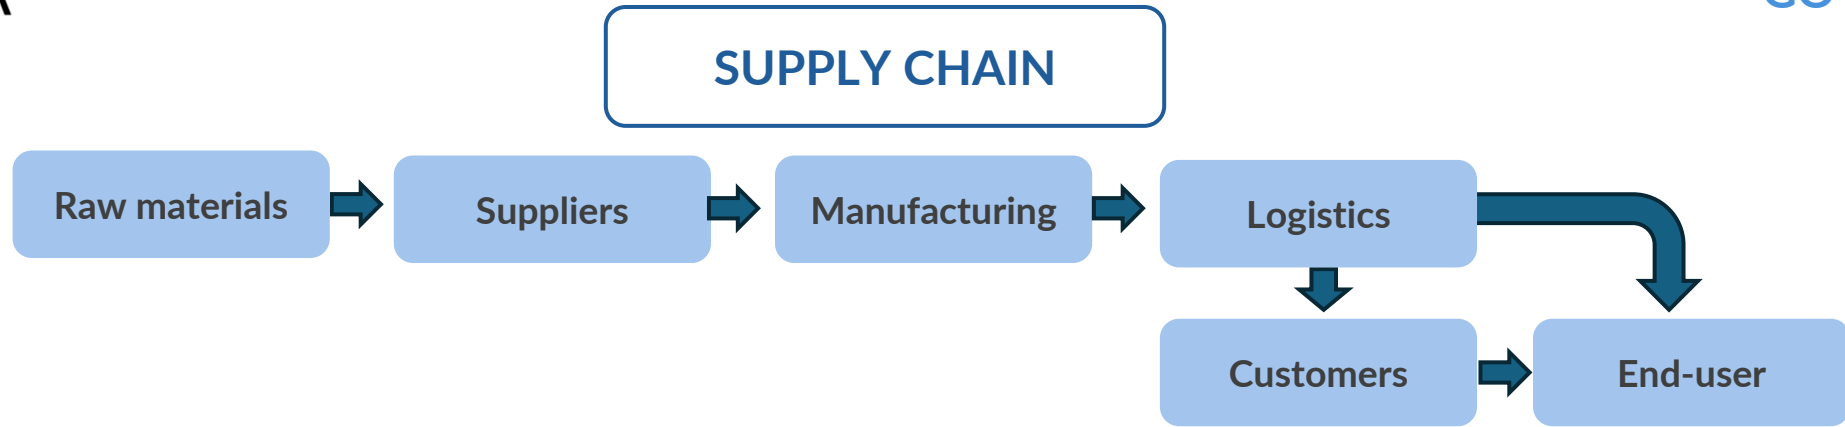 SUPPLY CHAIN
Raw materials
Suppliers
Manufacturing
Logistics
Customers
End-user